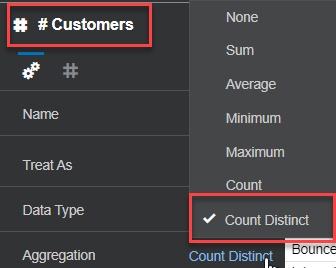 # # Customers
Name
Treat As
Data Type
Aggregation
Count Distinct
None
Sum
Average
Minimum
Maximum
Count
✓ Count Distinct
Bounce